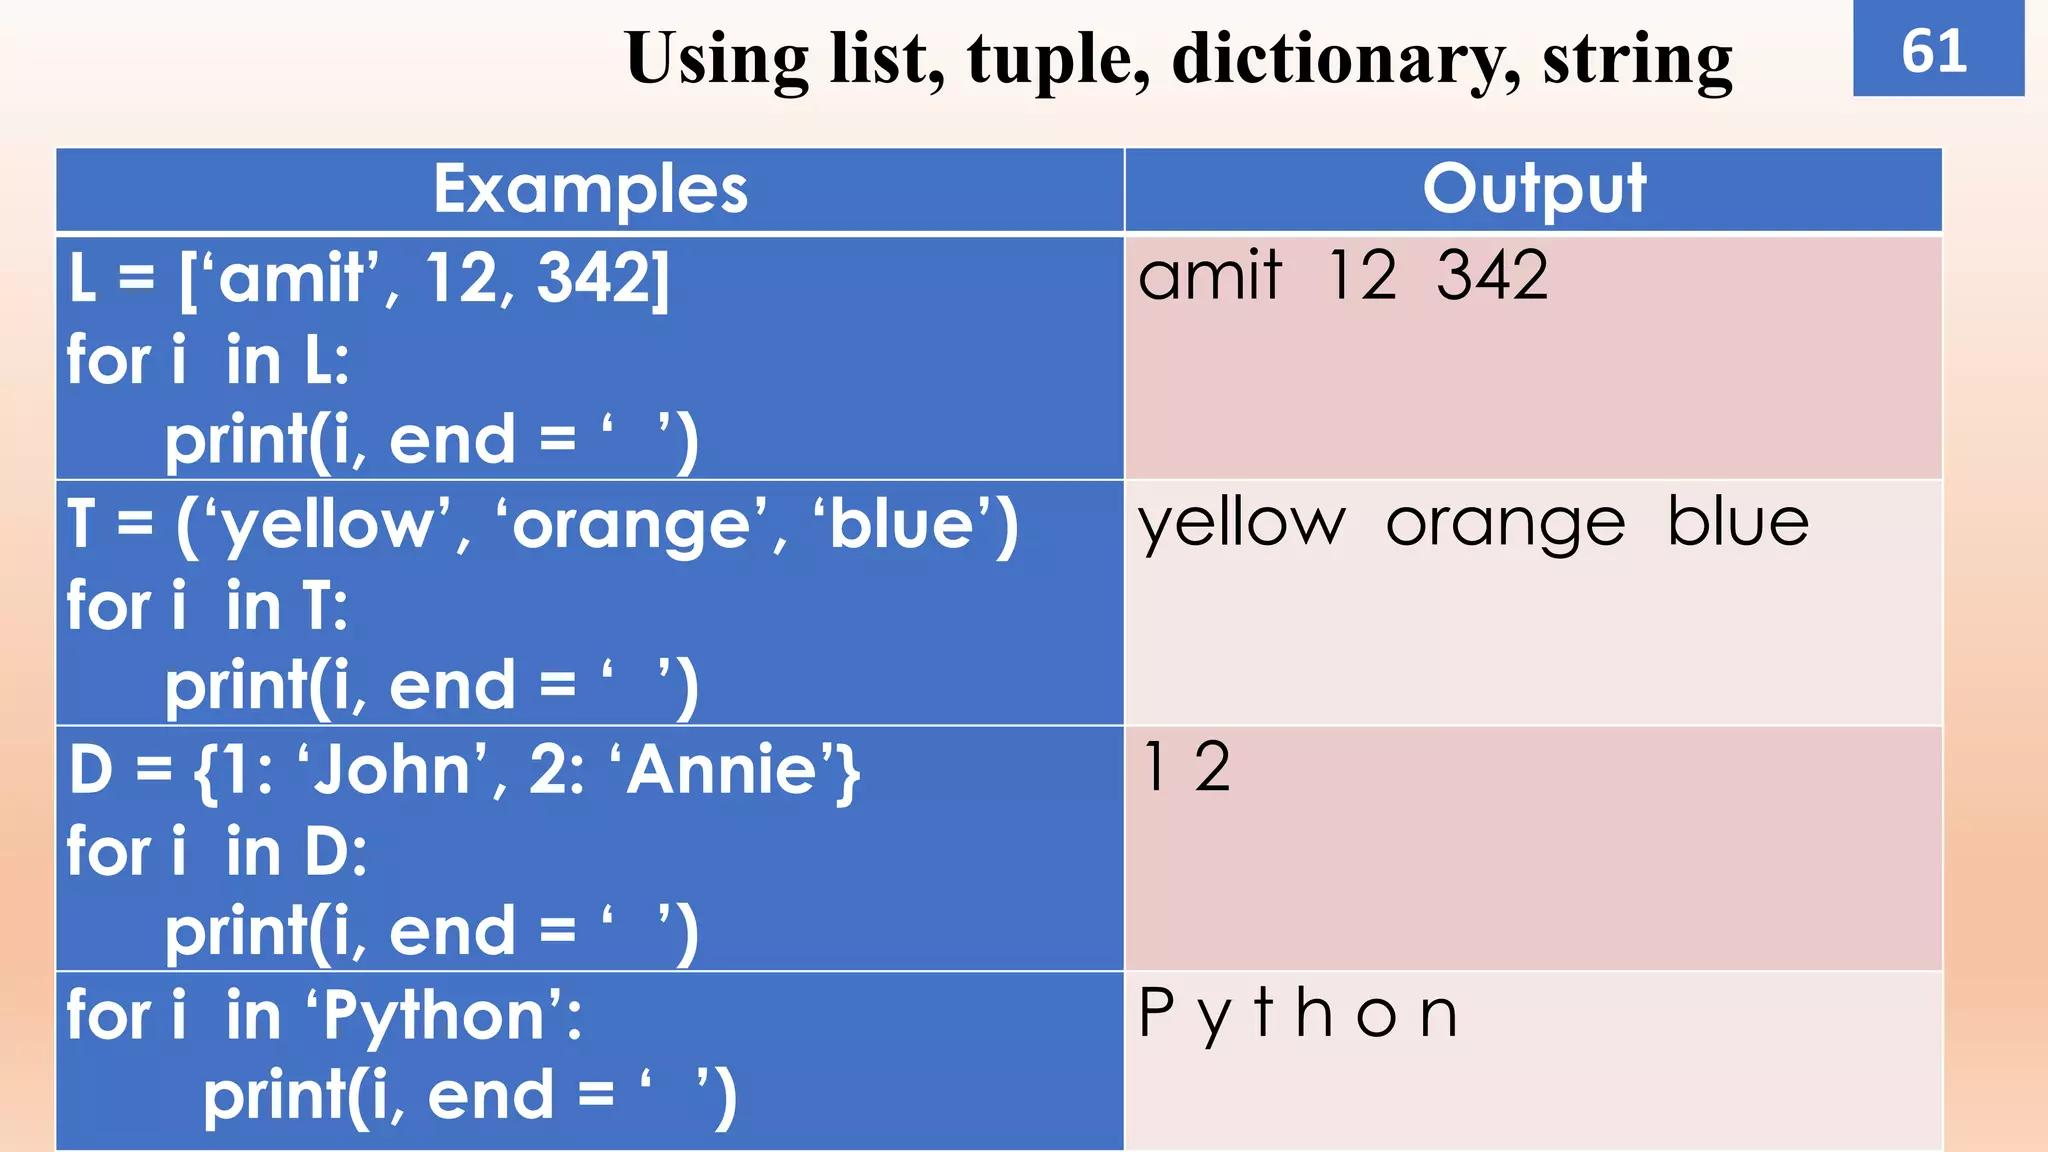 Using list, tuple, dictionary, string
61
Examples
Output
L = [‘amit’, 12, 342]
for i  in L:
print(i, end = ‘  ’)
amit  12  342
T = (‘yellow’, ‘orange’, ‘blue’)
for i  in T:
print(i, end = ‘  ’)
yellow  orange  blue
D = {1: ‘John’, 2: ‘Annie’}
for i  in D:
print(i, end = ‘  ’)
1 2
for i  in ‘Python’:
print(i, end = ‘  ’)
P y t h o n